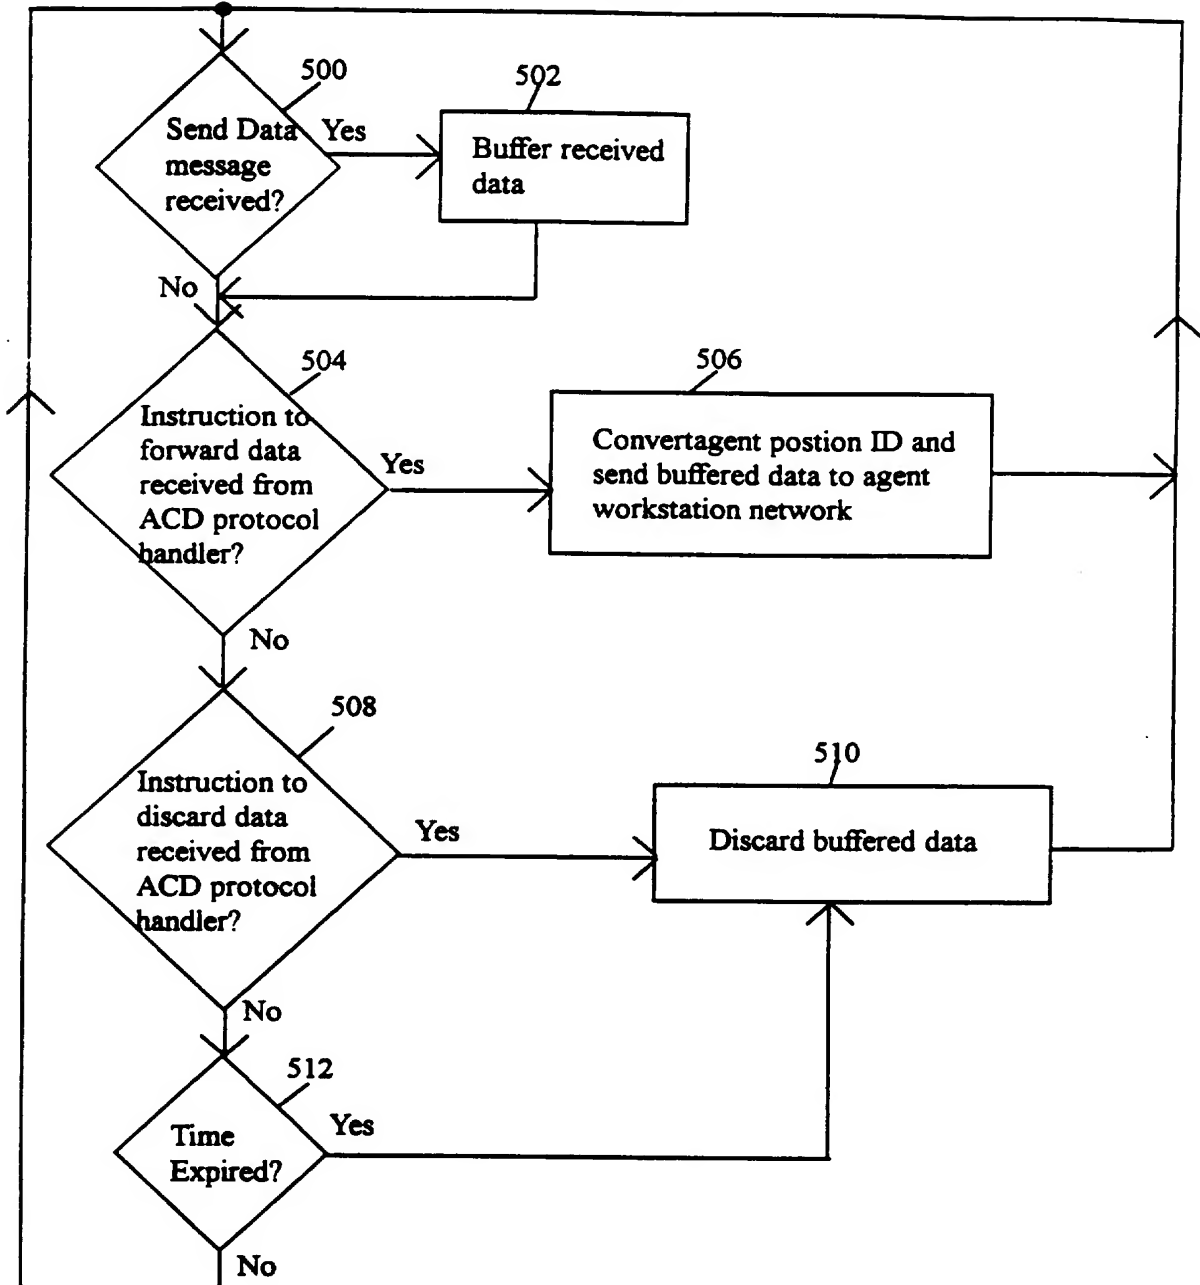 500
502
Send Data
message
received?
Yes
Buffer received
data
No
504
506
Instruction to
forward data
received from
ACD protocol
handler?
Yes
Convertagent postion ID and
send buffered data to agent
workstation network
No
508
510
Instruction to
discard data
received from
ACD protocol
handler?
Yes
Discard buffered data
No
512
Time
Expired?
Yes
No